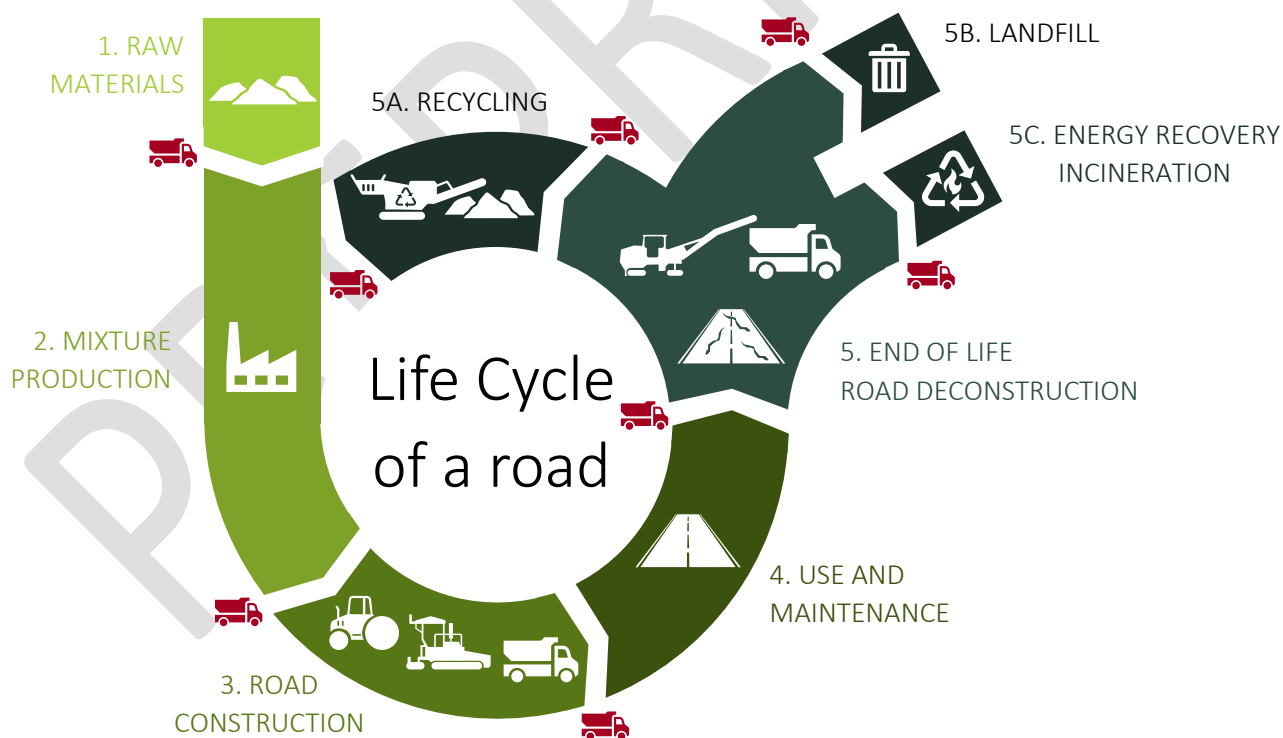 1. RAW
MATERIALS
5A. RECYCLING
5B. LANDFILL
5C. ENERGY RECOVERY
INCINERATION
2. MIXTURE
PRODUCTION
Life Cycle
of a road
5. END OF LIFE
ROAD DECONSTRUCTION
4. USE AND
MAINTENANCE
3. ROAD
CONSTRUCTION